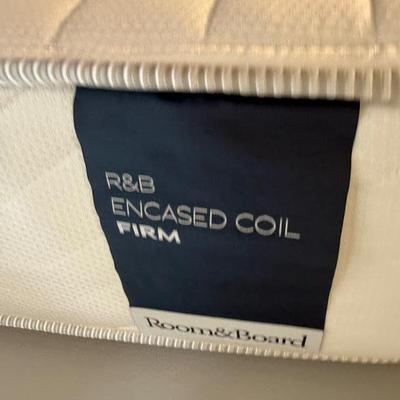 R&B
ENCASED COIL
FIRM
Room&Board